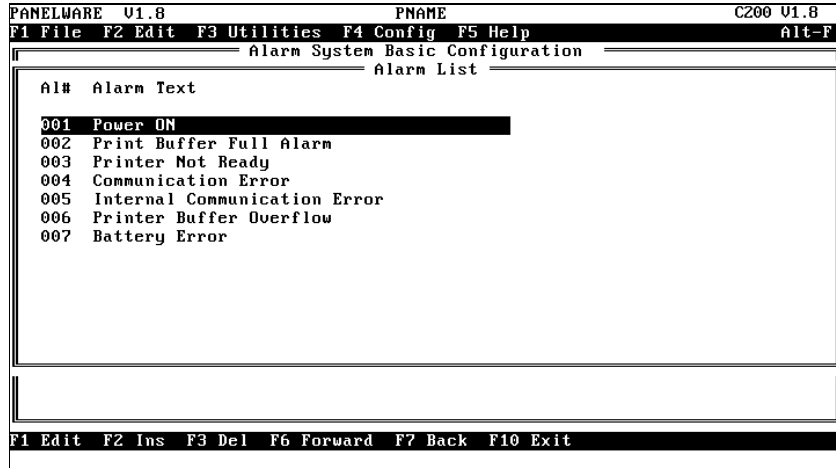 PANELWARE V1.8 PNAME C200 V1.8
F1 File F2 Edit F3 Utilities F4 Config F5 Help Alt-F
Alarm System Basic Configuration
Alarm List
Al# Alarm Text
001 Power ON
002 Print Buffer Full Alarm
003 Printer Not Ready
004 Communication Error
005 Internal Communication Error
006 Printer Buffer Overflow
007 Battery Error
F1 Edit F2 Ins F3 Del F6 Forward F7 Back F10 Exit